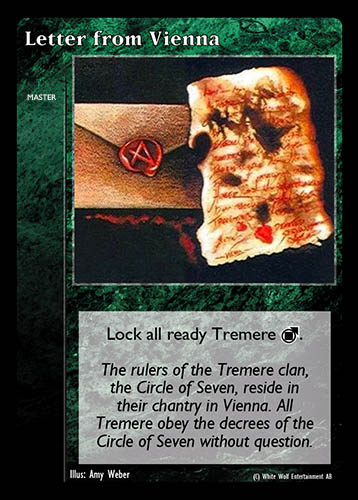 Letter from Vienna
MASTER
Lock all ready Tremere .
The rulers of the Tremere clan,
the Circle of Seven, reside in
their chantry in Vienna. All
Tremere obey the decrees of the
Circle of Seven without question.
Illus: Amy Weber
(C) White Wolf Entertainment AB